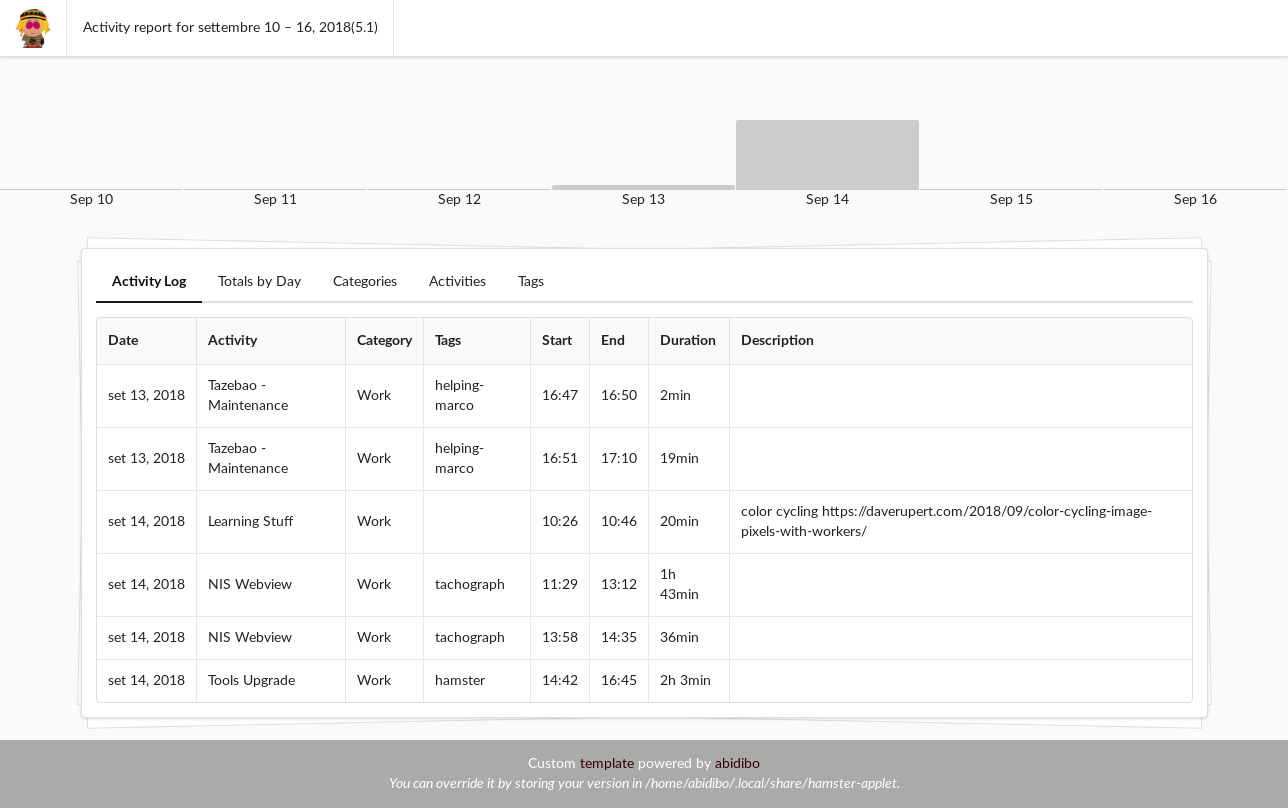 Activity report for settembre 10 – 16, 2018(5.1)
Sep 10 Sep 11 Sep 12 Sep 13 Sep 14 Sep 15 Sep 16
Activity Log Totals by Day Categories Activities Tags
Date Activity Category Tags Start End Duration Description
set 13, 2018 Tazebao - Maintenance Work helping-marco 16:47 16:50 2min
set 13, 2018 Tazebao - Maintenance Work helping-marco 16:51 17:10 19min
set 14, 2018 Learning Stuff Work 10:26 10:46 20min color cycling https://daverupert.com/2018/09/color-cycling-image-pixels-with-workers/
set 14, 2018 NIS Webview Work tachograph 11:29 13:12 1h 43min
set 14, 2018 NIS Webview Work tachograph 13:58 14:35 36min
set 14, 2018 Tools Upgrade Work hamster 14:42 16:45 2h 3min
Custom template powered by abidibo
You can override it by storing your version in /home/abidibo/.local/share/hamster-applet.